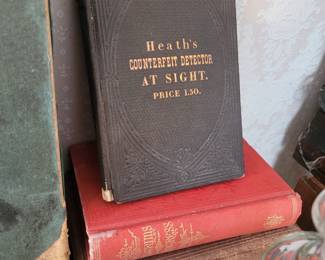 Heath's
COUNTERFEIT DETECTOR
AT SIGHT.
PRICE 1.50.